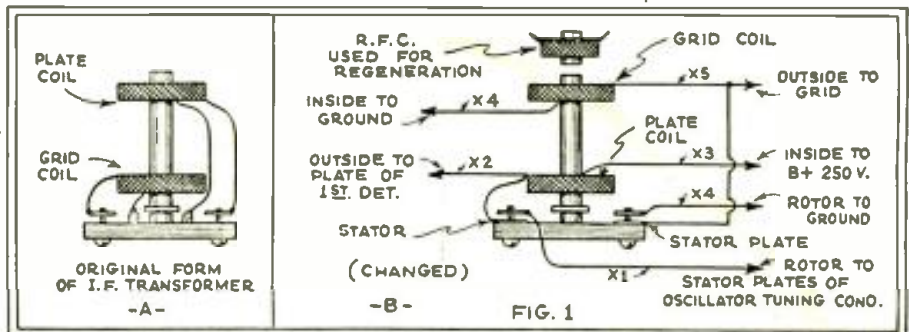 PLATE
COIL
GRID
COIL
ORIGINAL FORM
OF I.F. TRANSFORMER
-A-
R.F.C.
USED FOR
REGENERATION
GRID COIL
X5
OUTSIDE TO
GRID
INSIDE TO
GROUND
X4
PLATE
COIL
OUTSIDE TO
PLATE OF
1ST. DET.
X2
X3
INSIDE TO
B+ 250 V.
X4
ROTOR TO
GROUND
STATOR
STATOR PLATE
(CHANGED)
X1
ROTOR TO
STATOR PLATES OF
OSCILLATOR TUNING COND.
-B-
FIG. 1